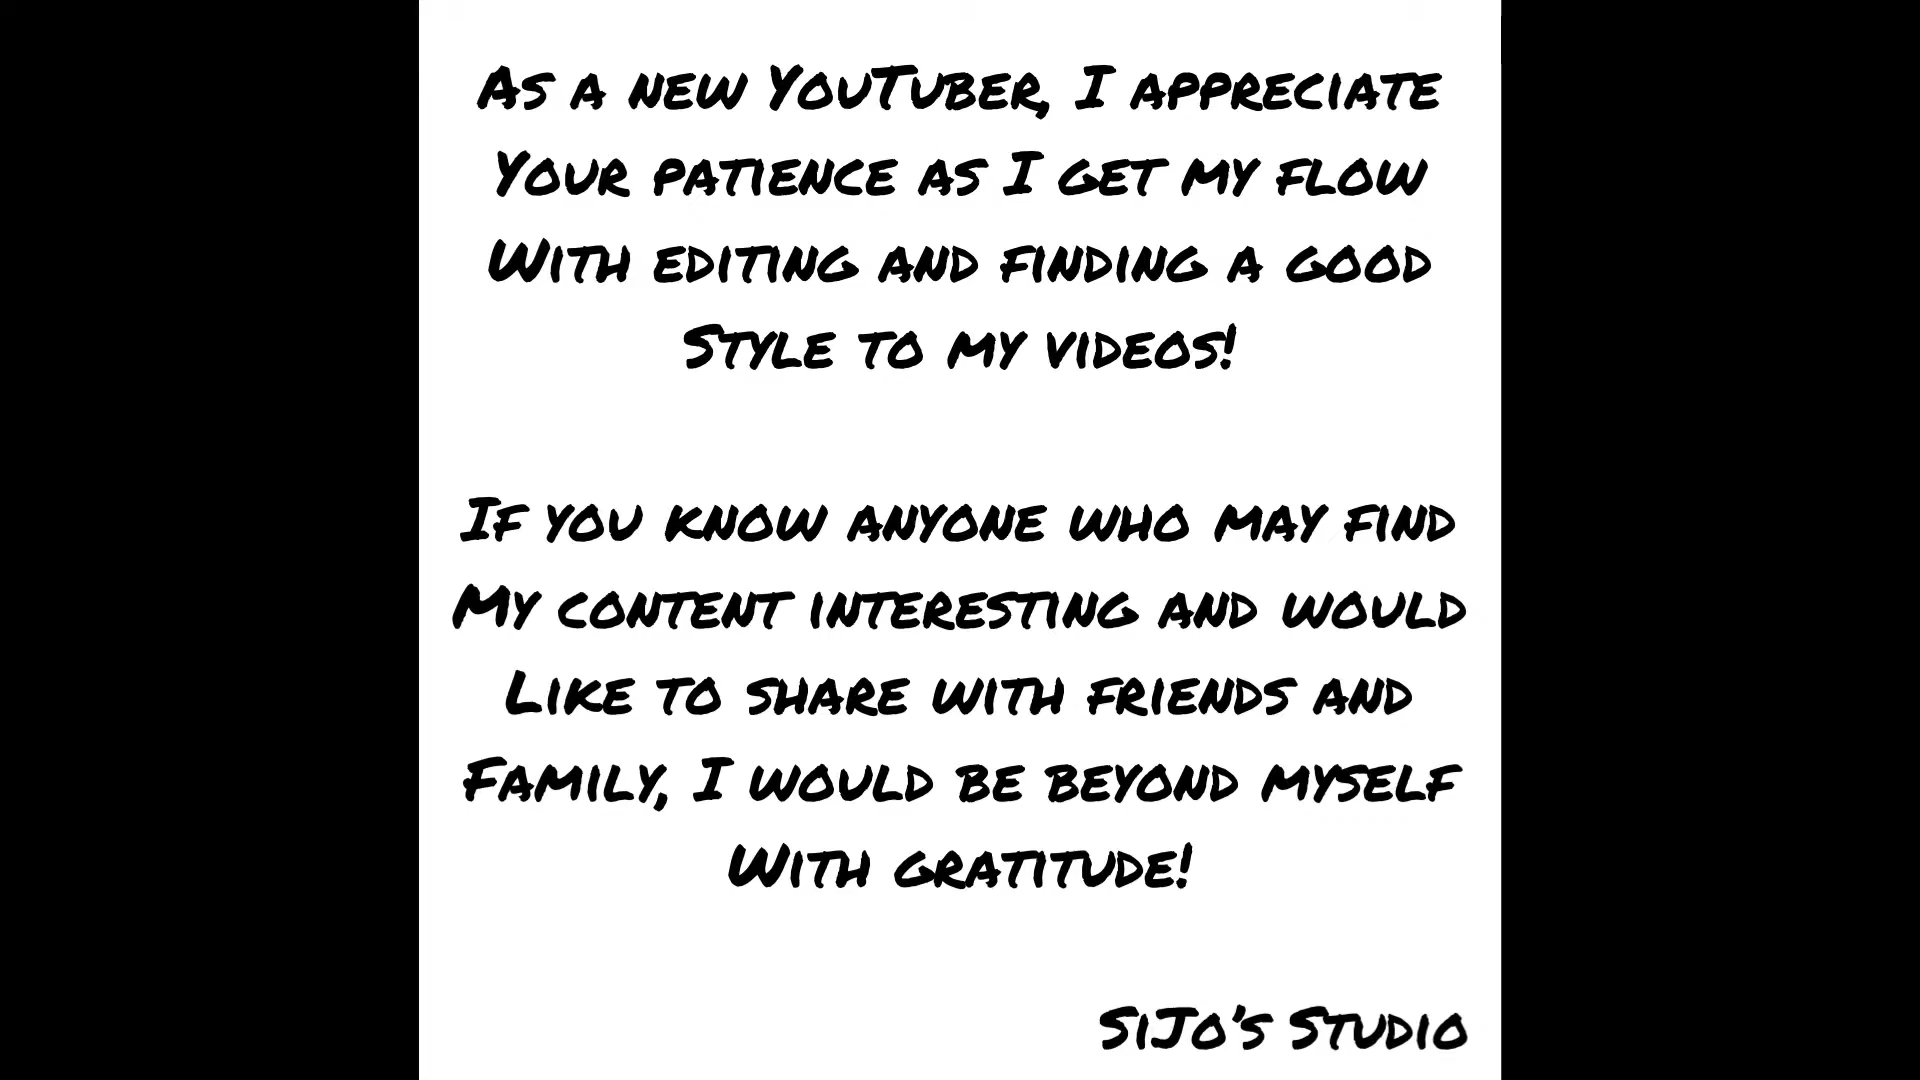 As a new YouTuber, I appreciate
Your patience as I get my flow
With editing and finding a good
Style to my videos!
If you know anyone who may find
My content interesting and would
Like to share with friends and
Family, I would be beyond myself
With gratitude!
SiJo's Studio